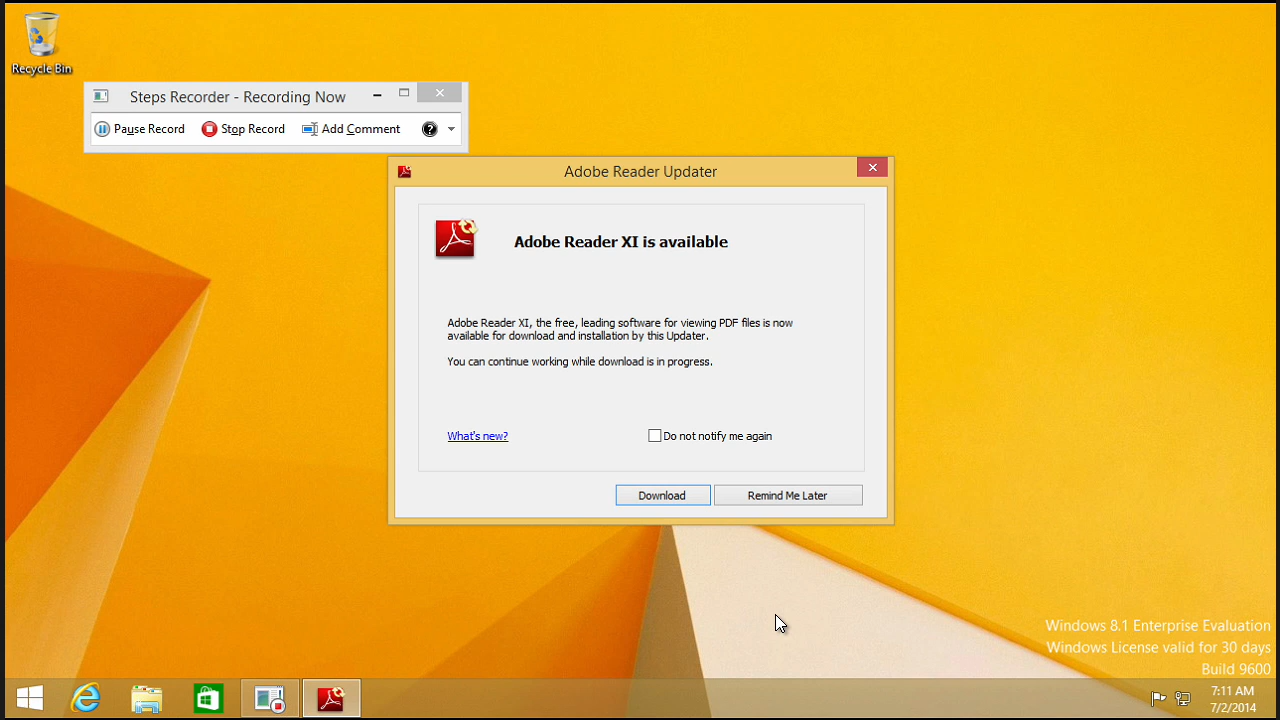 Recycle Bin
Steps Recorder - Recording Now
Pause Record Stop Record Add Comment
Adobe Reader Updater
Adobe Reader XI is available
Adobe Reader XI, the free, leading software for viewing PDF files is now
available for download and installation by this Updater.
You can continue working while download is in progress.
What's new? Do not notify me again
Download Remind Me Later
Windows 8.1 Enterprise Evaluation
Windows License valid for 30 days
Build 9600
7:11 AM
7/2/2014